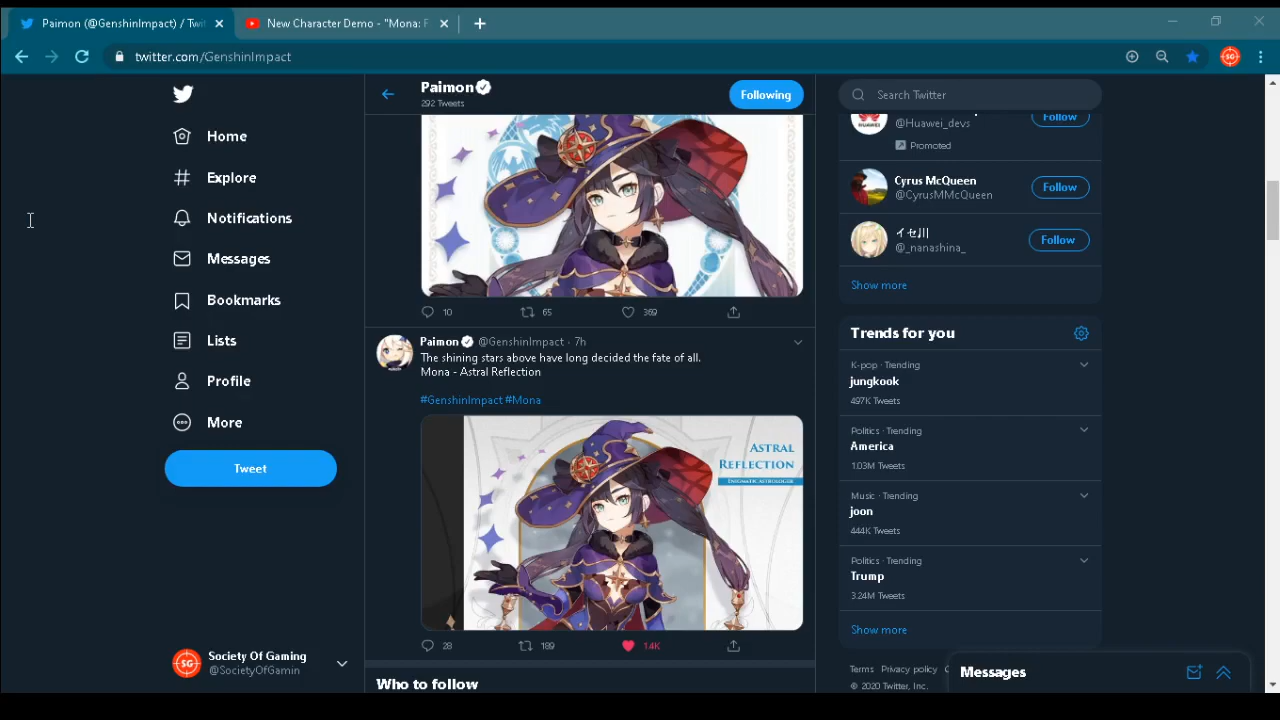 Paimon (@GenshinImpact) / Twi
New Character Demo - "Mona: F
twitter.com/GenshinImpact
SG
Home
Explore
Notifications
Messages
Bookmarks
Lists
Profile
More
Tweet
SG
Society Of Gaming
@SocietyOfGamin
Paimon
292 Tweets
Following
10
65
369
Paimon @GenshinImpact · 7h
The shining stars above have long decided the fate of all.
Mona - Astral Reflection
#GenshinImpact #Mona
ASTRAL
REFLECTION
ENIGMATIC ASTROLOGER
28
189
1.4K
Who to follow
Search Twitter
HUAWEI
@Huawei_devs
Follow
Promoted
Cyrus McQueen
@CyrusMMcQueen
Follow
イセ川
@_nanashina_
Follow
Show more
Trends for you
K-pop · Trending
jungkook
497K Tweets
Politics · Trending
America
1.03M Tweets
Music · Trending
joon
444K Tweets
Politics · Trending
Trump
3.24M Tweets
Show more
Terms Privacy policy
© 2020 Twitter, Inc.
Messages